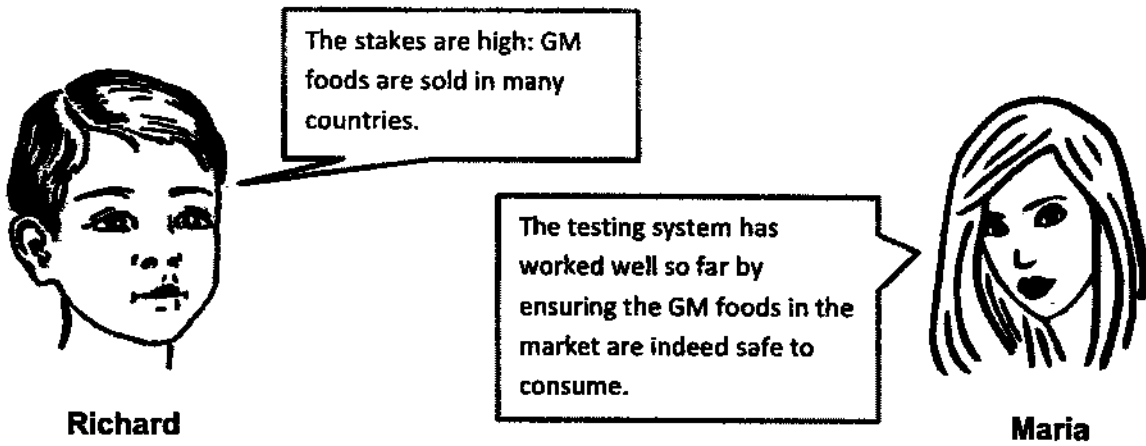 The stakes are high: GM
foods are sold in many
countries.
The testing system has
worked well so far by
ensuring the GM foods in the
market are indeed safe to
consume.
Richard
Maria